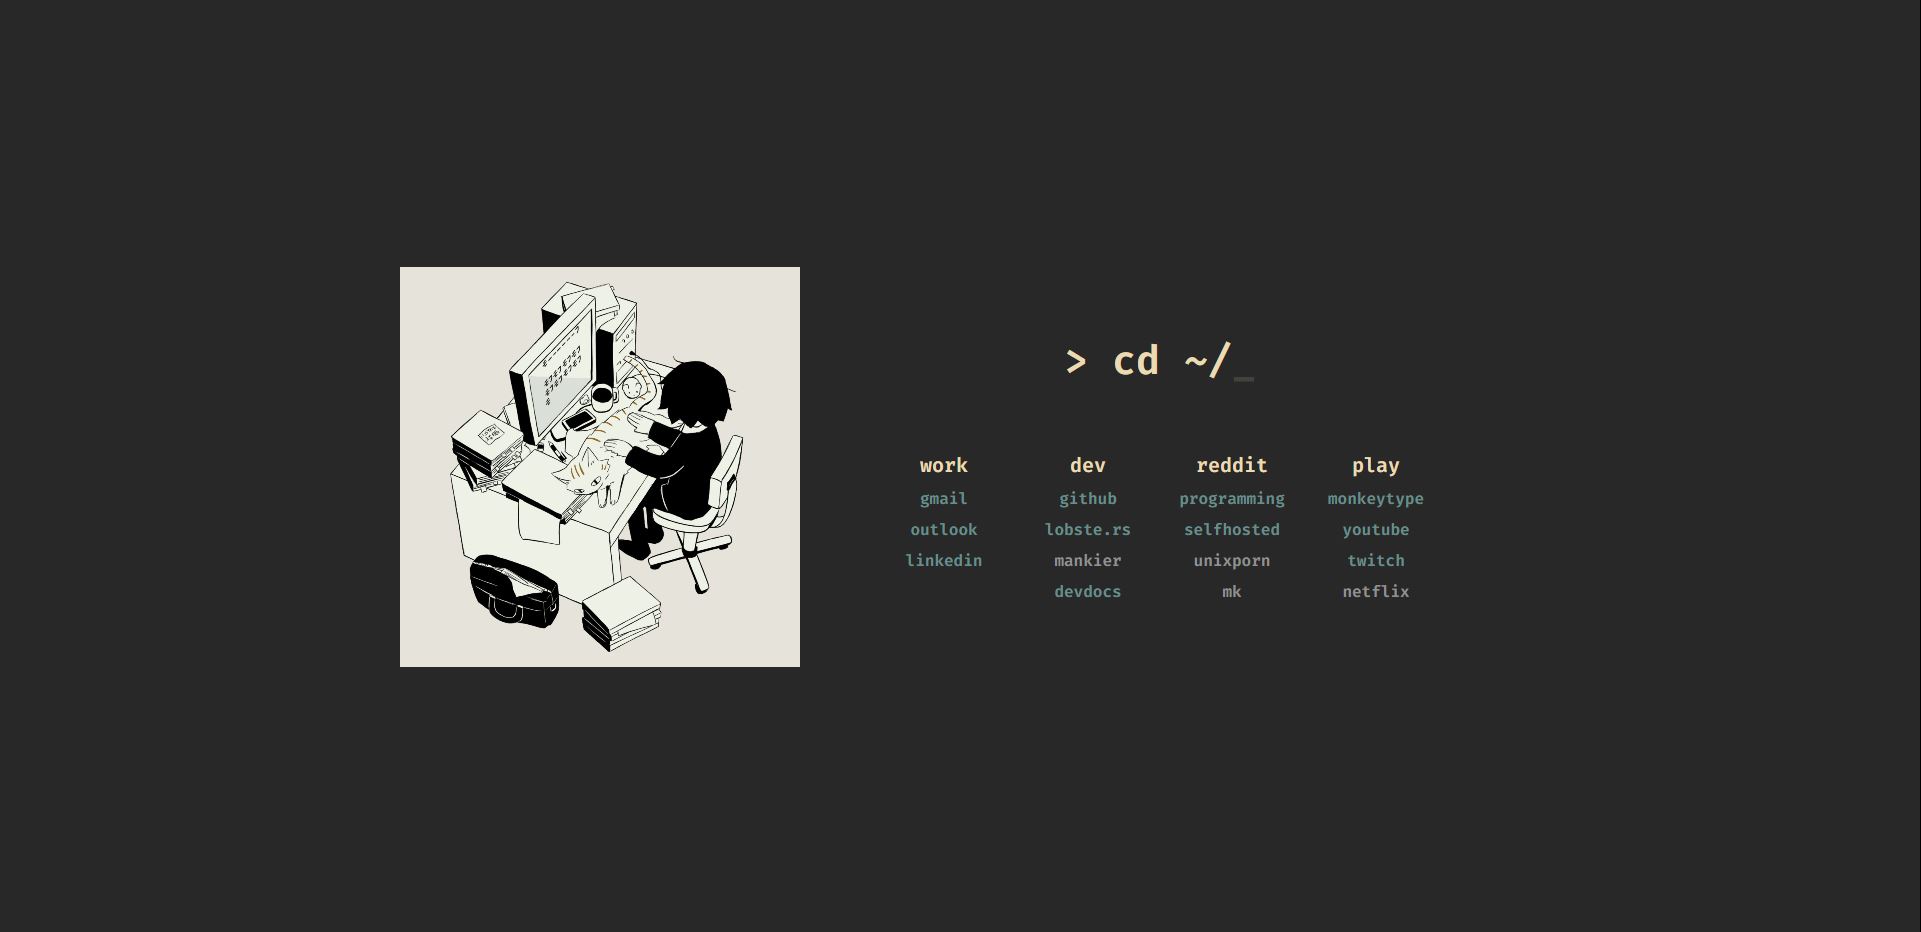 > cd ~/_
work dev reddit play
gmail github programming monkeytype
outlook lobste.rs selfhosted youtube
linkedin mankier unixporn twitch
devdocs mk netflix